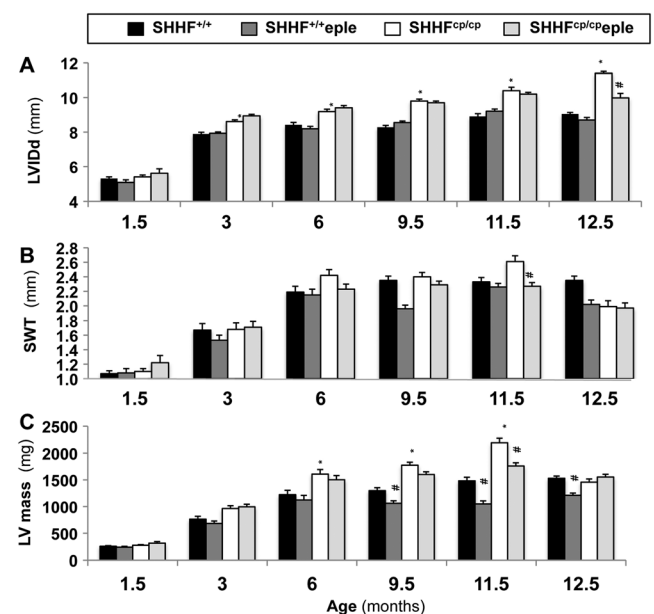 SHHF+/+ SHHF+/+eple SHHFcp/cp SHHFcp/cpeple
A
12
10
8
6
4
LVIDd (mm)
* * * * * #
1.5 3 6 9.5 11.5 12.5
B
2.8
2.6
2.4
2.2
2.0
1.8
1.6
1.4
1.2
1.0
SWT (mm)
#
1.5 3 6 9.5 11.5 12.5
C
2500
2000
1500
1000
500
0
LV mass (mg)
* # * # * # #
1.5 3 6 9.5 11.5 12.5
Age (months)